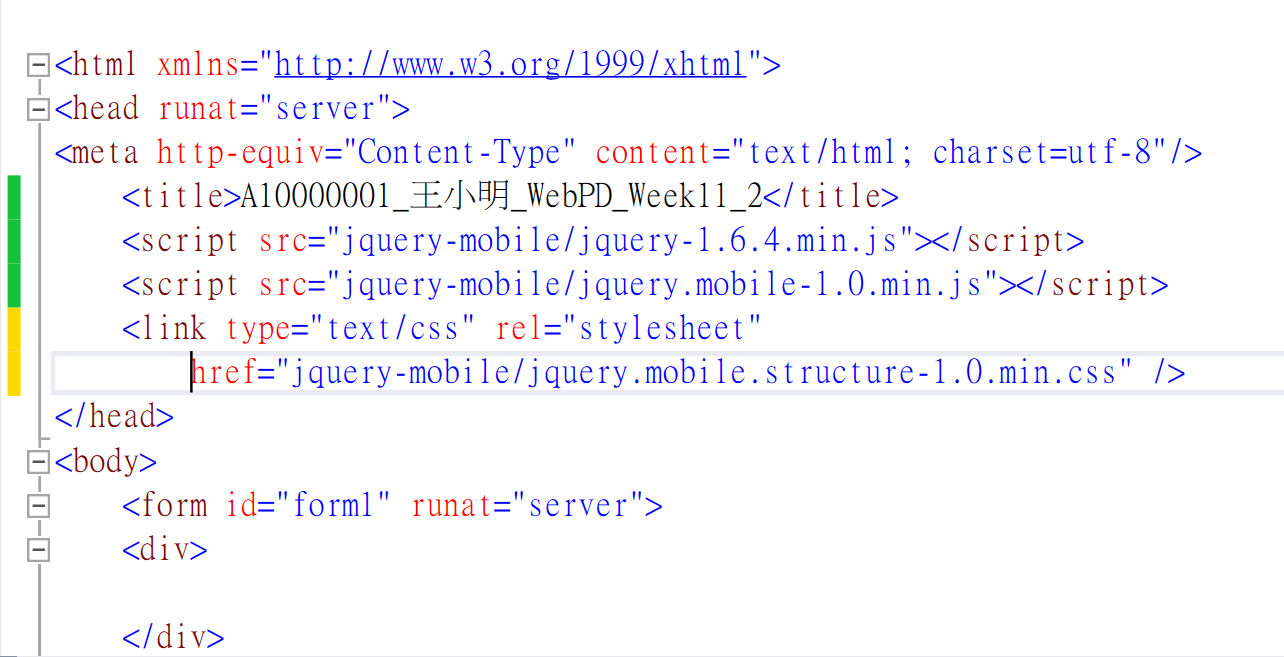 <html xmlns="http://www.w3.org/1999/xhtml">
<head runat="server">
<meta http-equiv="Content-Type" content="text/html; charset=utf-8"/>
<title>A10000001_王小明_WebPD_Week11_2</title>
<script src="jquery-mobile/jquery-1.6.4.min.js"></script>
<script src="jquery-mobile/jquery.mobile-1.0.min.js"></script>
<link type="text/css" rel="stylesheet"
href="jquery-mobile/jquery.mobile.structure-1.0.min.css" />
</head>
<body>
<form id="form1" runat="server">
<div>
</div>